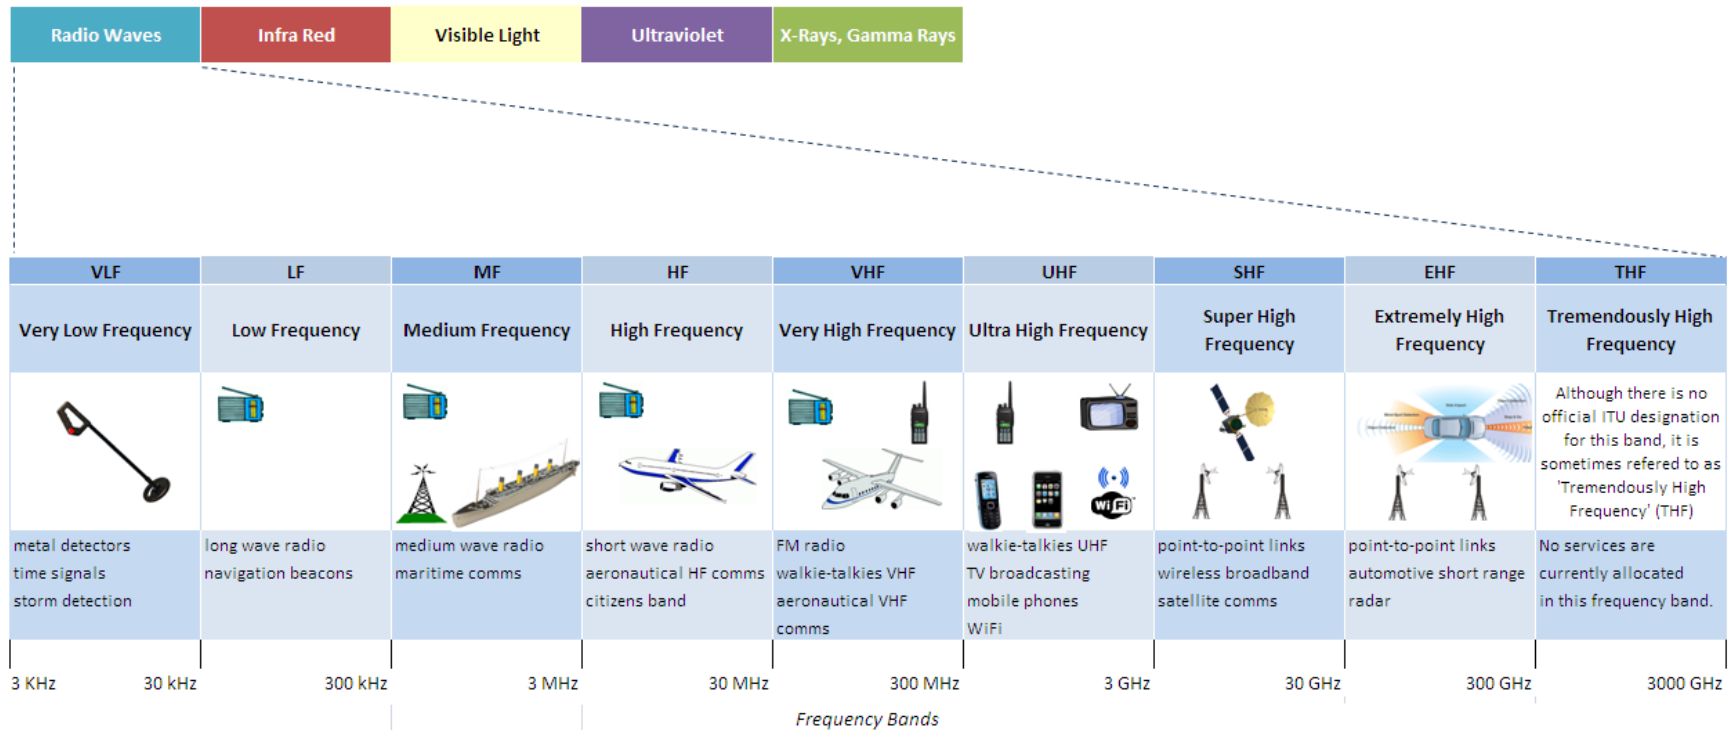 Radio Waves
Infra Red
Visible Light
Ultraviolet
X-Rays, Gamma Rays
VLF
LF
MF
HF
VHF
UHF
SHF
EHF
THF
Very Low Frequency
Low Frequency
Medium Frequency
High Frequency
Very High Frequency
Ultra High Frequency
Super High
Frequency
Extremely High
Frequency
Tremendously High
Frequency
WiFi
Although there is no
official ITU designation
for this band, it is
sometimes refered to as
'Tremendously High
Frequency' (THF)
metal detectors
time signals
storm detection
long wave radio
navigation beacons
medium wave radio
maritime comms
short wave radio
aeronautical HF comms
citizens band
FM radio
walkie-talkies VHF
aeronautical VHF
comms
walkie-talkies UHF
TV broadcasting
mobile phones
WiFi
point-to-point links
wireless broadband
satellite comms
point-to-point links
automotive short range
radar
No services are
currently allocated
in this frequency band.
3 KHz
30 kHz
300 kHz
3 MHz
30 MHz
300 MHz
3 GHz
30 GHz
300 GHz
3000 GHz
Frequency Bands